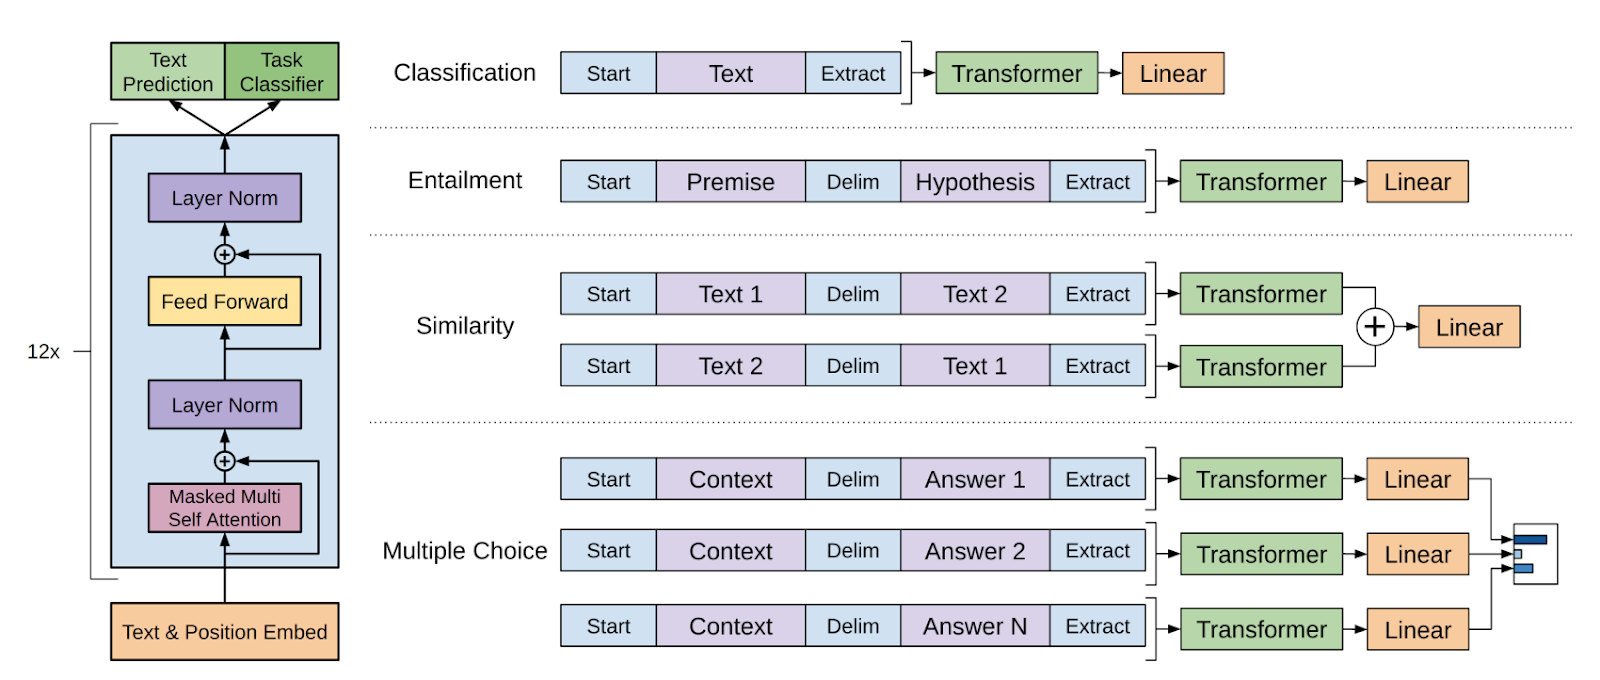 Text
Prediction
Task
Classifier
12x
Layer Norm
+
Feed Forward
Layer Norm
+
Masked Multi
Self Attention
Text & Position Embed
Classification
Start Text Extract Transformer Linear
Entailment
Start Premise Delim Hypothesis Extract Transformer Linear
Similarity
Start Text 1 Delim Text 2 Extract Transformer
+ Linear
Start Text 2 Delim Text 1 Extract Transformer
Multiple Choice
Start Context Delim Answer 1 Extract Transformer Linear
Start Context Delim Answer 2 Extract Transformer Linear
Start Context Delim Answer N Extract Transformer Linear